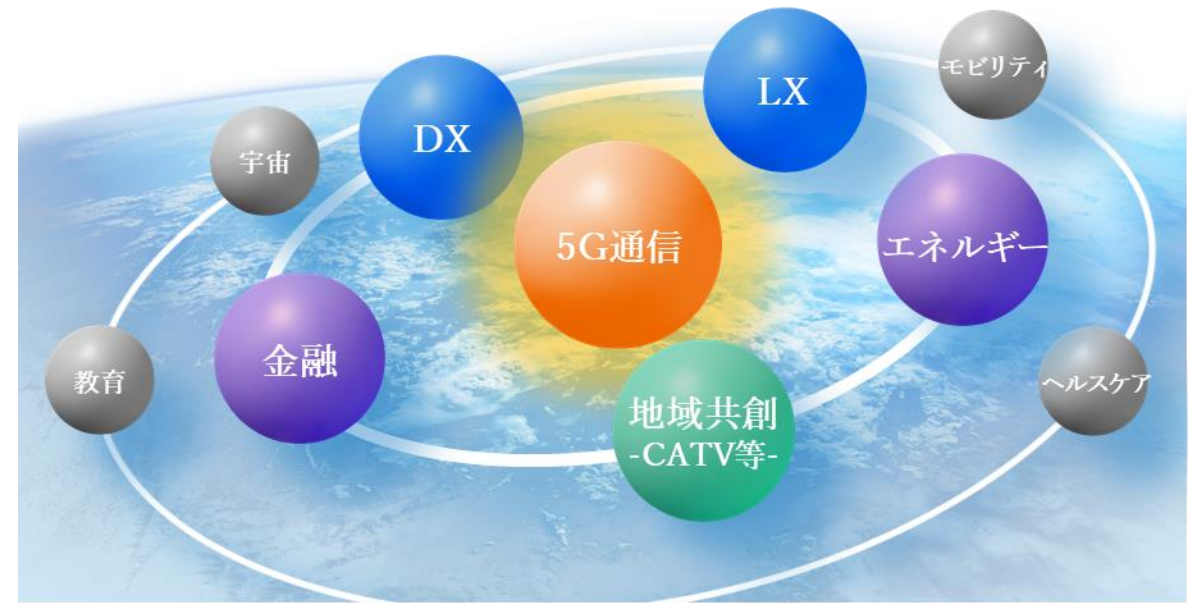 LX
モビリティ
DX
宇宙
5G通信
エネルギー
金融
教育
ヘルスケア
地域共創
-CATV等-